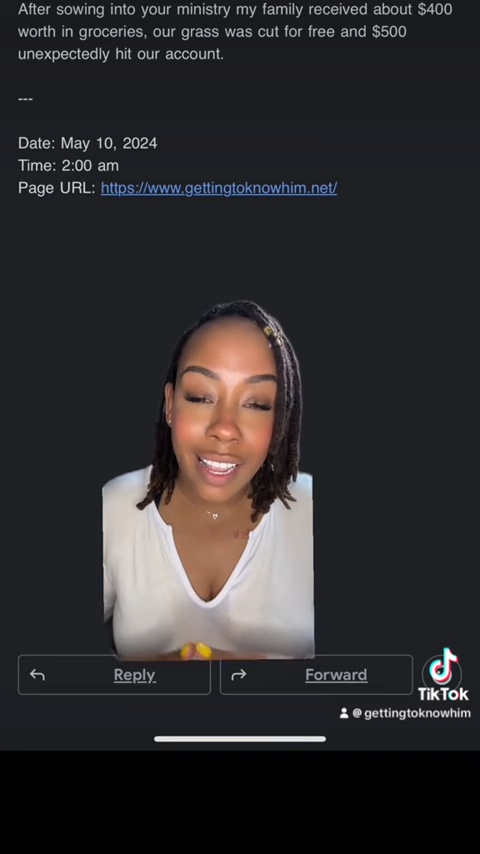 After sowing into your ministry my family received about $400
worth in groceries, our grass was cut for free and $500
unexpectedly hit our account.
---
Date: May 10, 2024
Time: 2:00 am
Page URL: https://www.gettingtoknowhim.net/
Reply
Forward
TikTok
@gettingtoknowhim